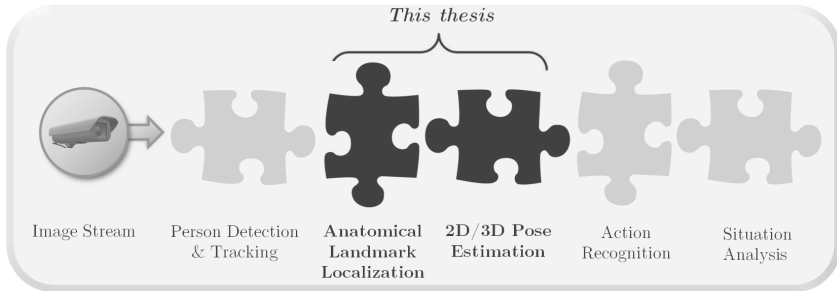 This thesis
Image Stream
Person Detection
& Tracking
Anatomical
Landmark
Localization
2D/3D Pose
Estimation
Action
Recognition
Situation
Analysis